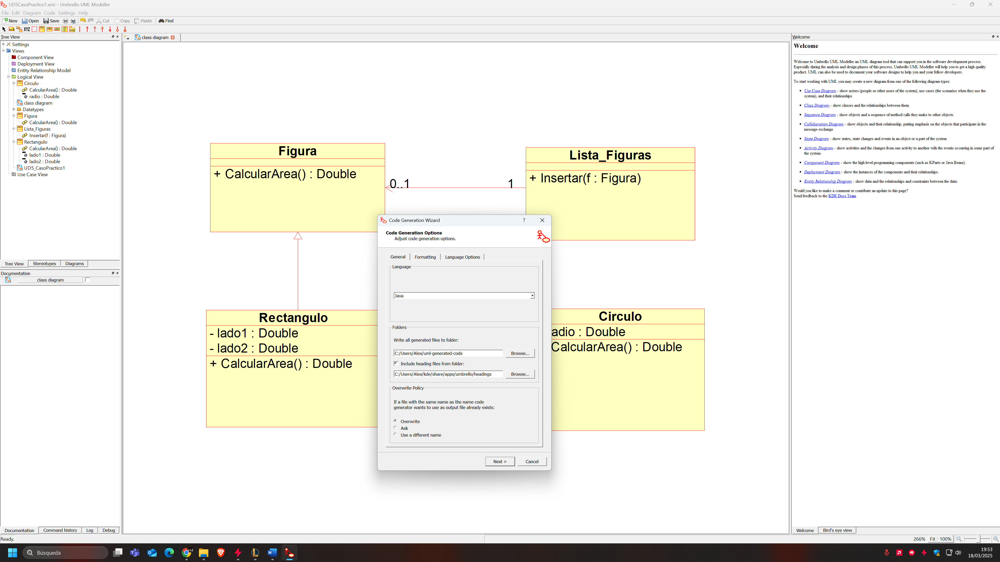 UD5CasoPractico1.xmi – Umbrello UML Modeller
File Edit Diagram Code Settings Help
New Open Save Cut Copy Paste Find
XYZ
Tree View
Settings
Views
Component View
Deployment View
Entity Relationship Model
Logical View
Circulo
CalcularArea() : Double
radio : Double
class diagram
Datatypes
Figura
CalcularArea() : Double
Lista_Figuras
Insertar(f : Figura)
Rectangulo
CalcularArea() : Double
lado1 : Double
lado2 : Double
UD5_CasoPractico1
Use Case View
Tree View Stereotypes Diagrams
Documentation
class diagram
Documentation Command history Log Debug
Ready.
class diagram
Figura
+ CalcularArea() : Double
0..1 1
Lista_Figuras
+ Insertar(f : Figura)
Rectangulo
- lado1 : Double
- lado2 : Double
+ CalcularArea() : Double
Circulo
adio : Double
CalcularArea() : Double
Code Generation Wizard
?
Code Generation Options
Adjust code generation options.
General Formatting Language Options
Language
Java
Folders
Write all generated files to folder:
C:/Users/Alex/uml-generated-code Browse...
Include heading files from folder:
C:/Users/Alex/kde/share/apps/umbrello/headings Browse...
Overwrite Policy
If a file with the same name as the name code
generator wants to use as output file already exists:
Overwrite
Ask
Use a different name
Next > Cancel
Welcome
Welcome
Welcome to Umbrello UML Modeller an UML diagram tool that can support you in the software development process.
Especially during the analysis and design phases of this process, Umbrello UML Modeller will help you to get a high quality
product. UML can also be used to document your software designs to help you and your fellow developers.
To start working with UML you may create a new diagram from one of the following diagram types:
Use Case Diagram - show actors (people or other users of the system), use cases (the scenarios when they use the
system), and their relationships
Class Diagram - show classes and the relationships between them
Sequence Diagram - show objects and a sequence of method calls they make to other objects.
Collaboration Diagram - show objects and their relationship, putting emphasis on the objects that participate in the
message exchange
State Diagram - show states, state changes and events in an object or a part of the system
Activity Diagram - show activities and the changes from one activity to another with the events occurring in some part of
the system
Component Diagram - show the high level programming components (such as KParts or Java Beans).
Deployment Diagram - show the instances of the components and their relationships.
Entity Relationship Diagram - show data and the relationships and constraints between the data.
Would you like to make a comment or contribute an update to this page?
Send feedback to the KDE Docs Team
Welcome Bird's eye view
266% Fit 100%
Búsqueda
19:53
18/03/2025